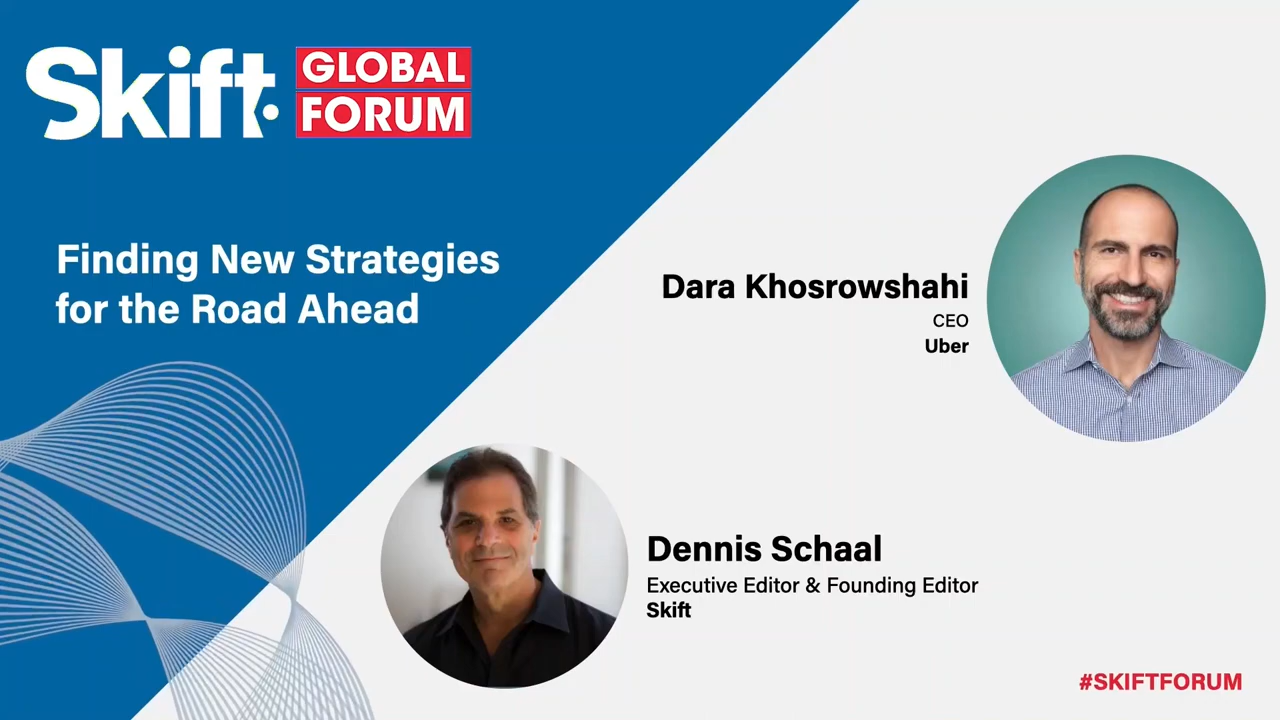 Skift.
GLOBAL
FORUM
Finding New Strategies
for the Road Ahead
Dara Khosrowshahi
CEO
Uber
Dennis Schaal
Executive Editor & Founding Editor
Skift
#SKIFTFORUM